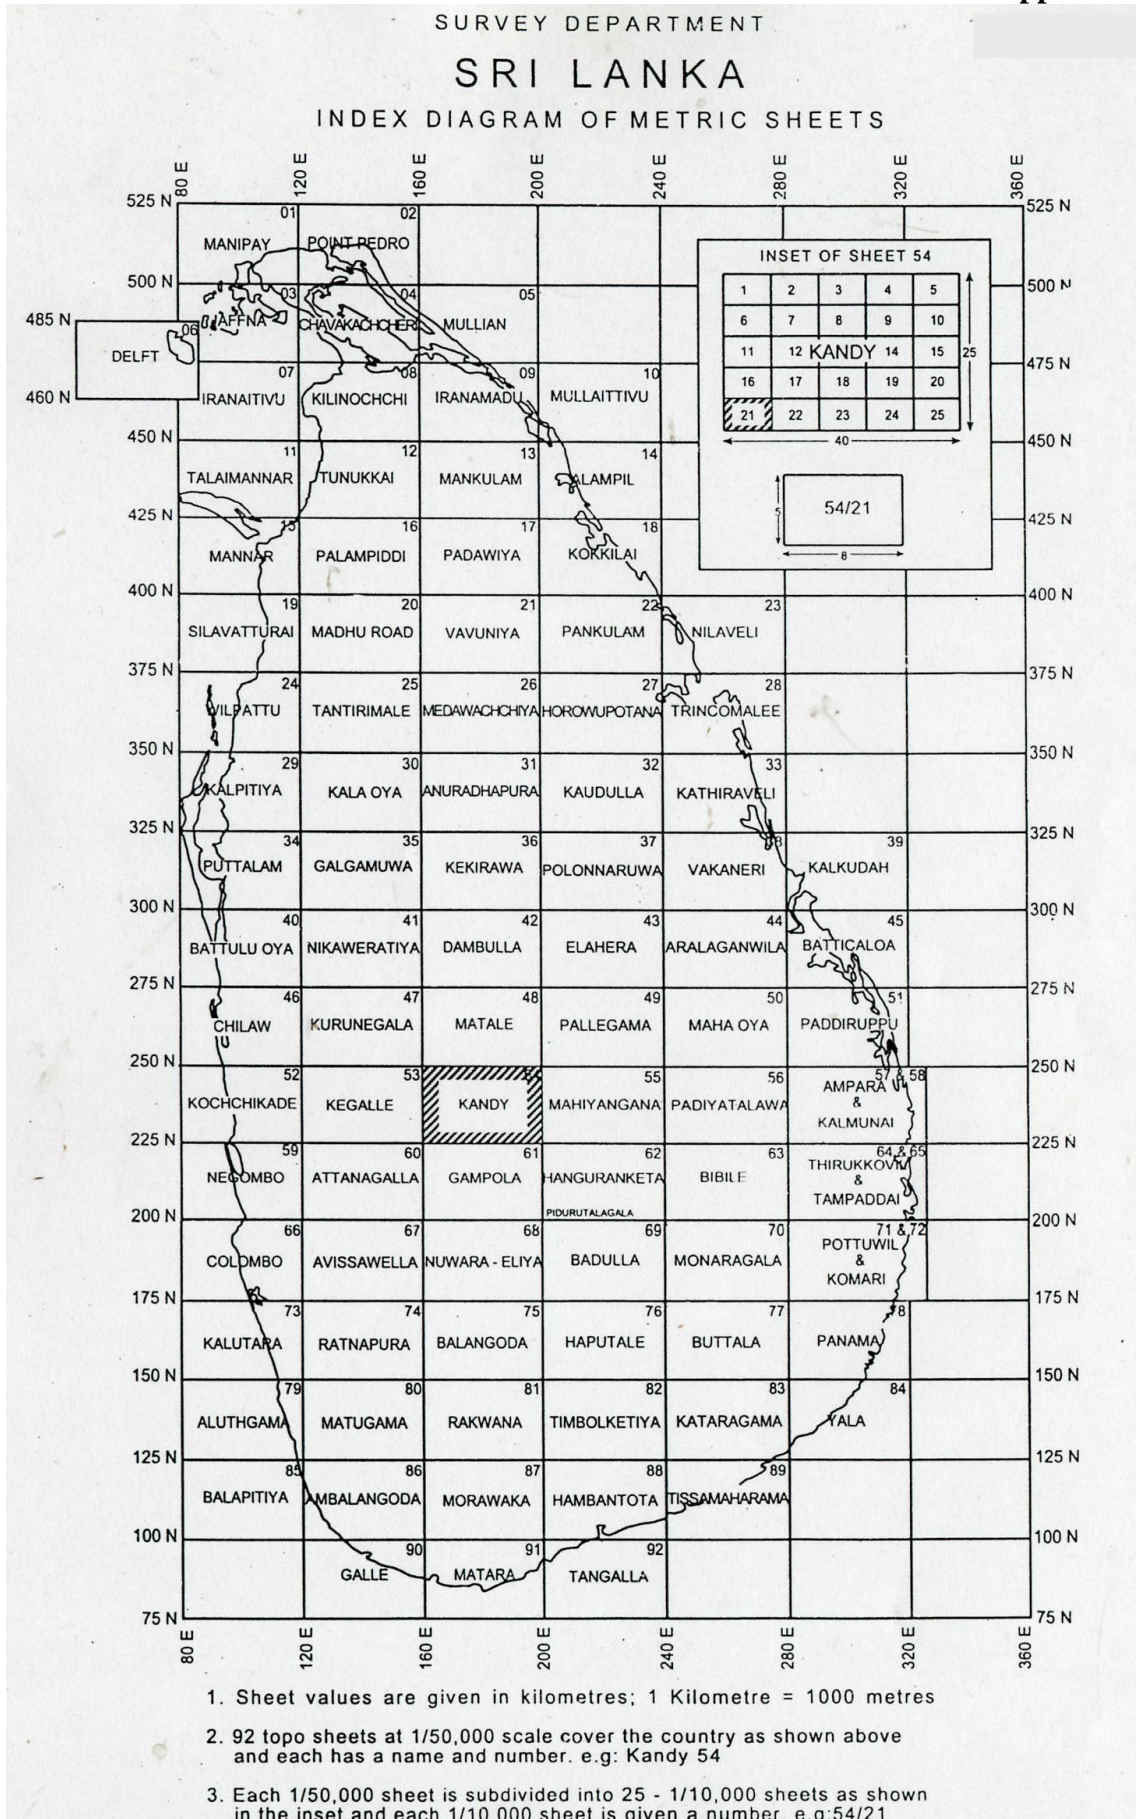 SURVEY DEPARTMENT
SRI LANKA
INDEX DIAGRAM OF METRIC SHEETS
80 E
120 E
160 E
200 E
240 E
280 E
320 E
360 E
525 N
525 N
01
02
MANIPAY
POINT PEDRO
INSET OF SHEET 54
1 2 3 4 5
6 7 8 9 10
11 12 KANDY 14 15
16 17 18 19 20
21 22 23 24 25
25
40
54/21
5
8
500 N
500 N
03
04
05
JAFFNA
CHAVAKACHCHERI
MULLIAN
485 N
06
DELFT
460 N
475 N
07
08
09
10
IRANAITIVU
KILINOCHCHI
IRANAMADU
MULLAITTIVU
450 N
450 N
11
12
13
14
TALAIMANNAR
TUNUKKAI
MANKULAM
ALAMPIL
425 N
425 N
15
16
17
18
MANNAR
PALAMPIDDI
PADAWIYA
KOKKILAI
400 N
400 N
19
20
21
22
23
SILAVATTURAI
MADHU ROAD
VAVUNIYA
PANKULAM
NILAVELI
375 N
375 N
24
25
26
27
28
WILPATTU
TANTIRIMALE
MEDAWACHCHIYA
HOROWUPOTANA
TRINCOMALEE
350 N
350 N
29
30
31
32
33
KALPITIYA
KALA OYA
ANURADHAPURA
KAUDULLA
KATHIRAVELI
325 N
325 N
34
35
36
37
38
39
PUTTALAM
GALGAMUWA
KEKIRAWA
POLONNARUWA
VAKANERI
KALKUDAH
300 N
300 N
40
41
42
43
44
45
BATTULU OYA
NIKAWERATIYA
DAMBULLA
ELAHERA
ARALAGANWILA
BATTICALOA
275 N
275 N
46
47
48
49
50
51
CHILAW
KURUNEGALA
MATALE
PALLEGAMA
MAHA OYA
PADDIRUPPU
250 N
250 N
52
53
55
56
57 & 58
KOCHCHIKADE
KEGALLE
KANDY
MAHIYANGANA
PADIYATALAWA
AMPARA
&
KALMUNAI
225 N
225 N
59
60
61
62
63
64 & 65
NEGOMBO
ATTANAGALLA
GAMPOLA
HANGURANKETA
BIBILE
THIRUKKOVIL
&
TAMPADDAI
PIDURUTALAGALA
200 N
200 N
66
67
68
69
70
71 & 72
COLOMBO
AVISSAWELLA
NUWARA - ELIYA
BADULLA
MONARAGALA
POTTUWIL
&
KOMARI
175 N
175 N
73
74
75
76
77
78
KALUTARA
RATNAPURA
BALANGODA
HAPUTALE
BUTTALA
PANAMA
150 N
150 N
79
80
81
82
83
84
ALUTHGAMA
MATUGAMA
RAKWANA
TIMBOLKETIYA
KATARAGAMA
YALA
125 N
125 N
85
86
87
88
89
BALAPITIYA
AMBALANGODA
MORAWAKA
HAMBANTOTA
TISSAMAHARAMA
100 N
100 N
90
91
92
GALLE
MATARA
TANGALLA
75 N
75 N
80 E
120 E
160 E
200 E
240 E
280 E
320 E
360 E
1. Sheet values are given in kilometres; 1 Kilometre = 1000 metres
2. 92 topo sheets at 1/50,000 scale cover the country as shown above
and each has a name and number. e.g: Kandy 54
3. Each 1/50,000 sheet is subdivided into 25 - 1/10,000 sheets as shown
in the inset and each 1/10 000 sheet is given a number. e.g:54/21